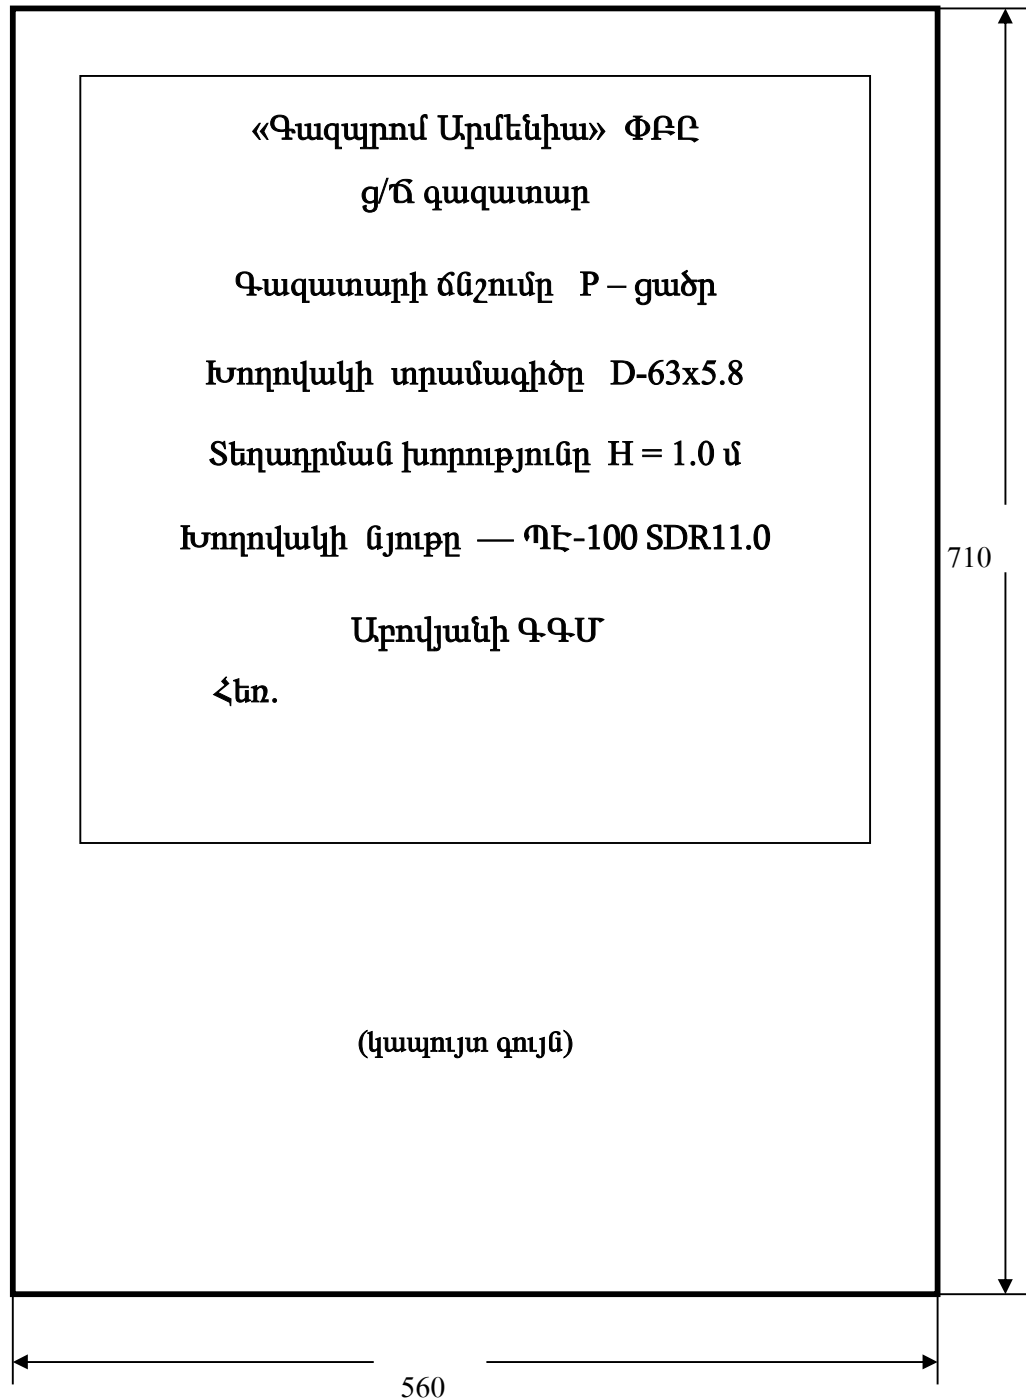 «Գազպրոմ Արմենիա» ՓԲԸ
ց/Ճ գազատար
Գազատարի ճնշումը P – ցածր
Խողովակի տրամագիծը D-63x5.8
Տեղադրման խորությունը H = 1.0 մ
Խողովակի նյութը — ՊԷ-100 SDR11.0
710
Աբովյանի ԳԳՄ
Հեռ.
(կապույտ գույն)
560